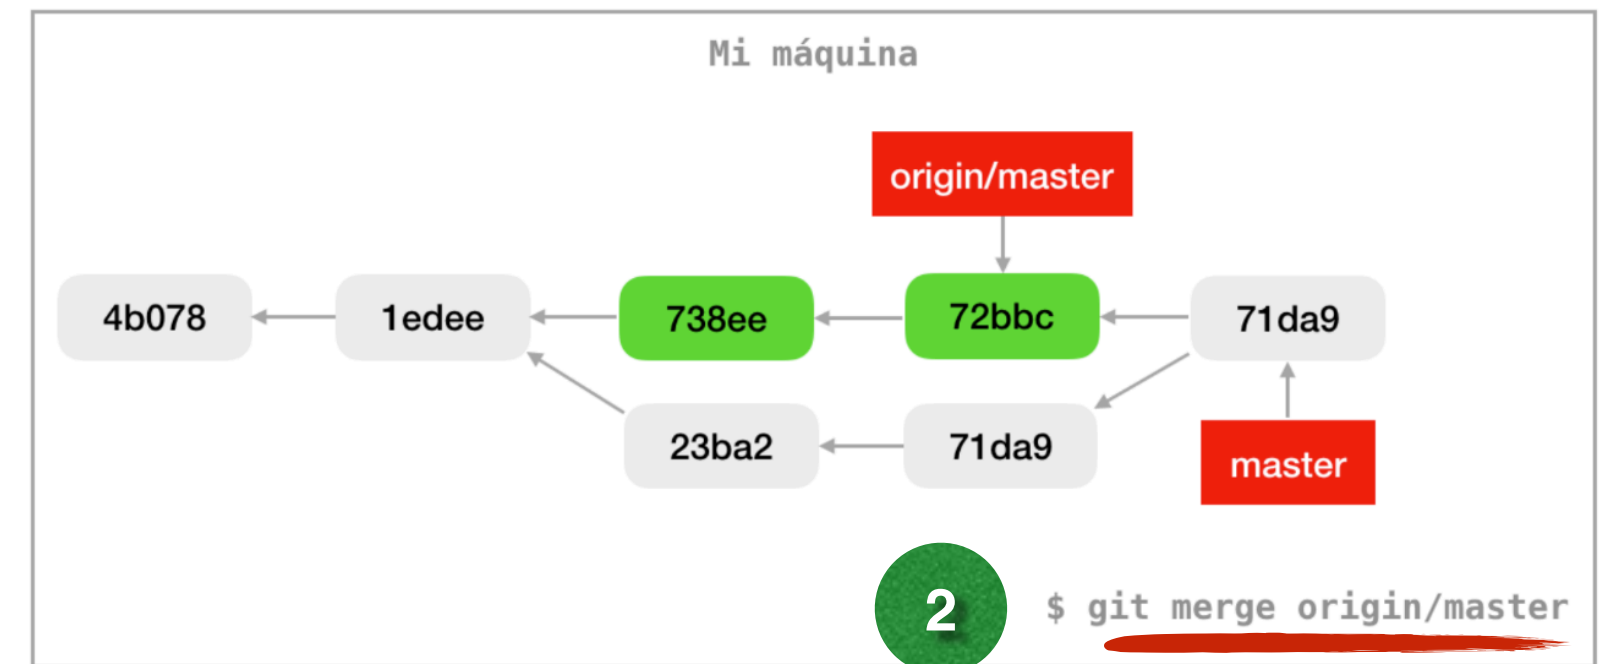 Mi máquina
origin/master
4b078
1edee
738ee
72bbc
71da9
23ba2
71da9
master
2
$ git merge origin/master